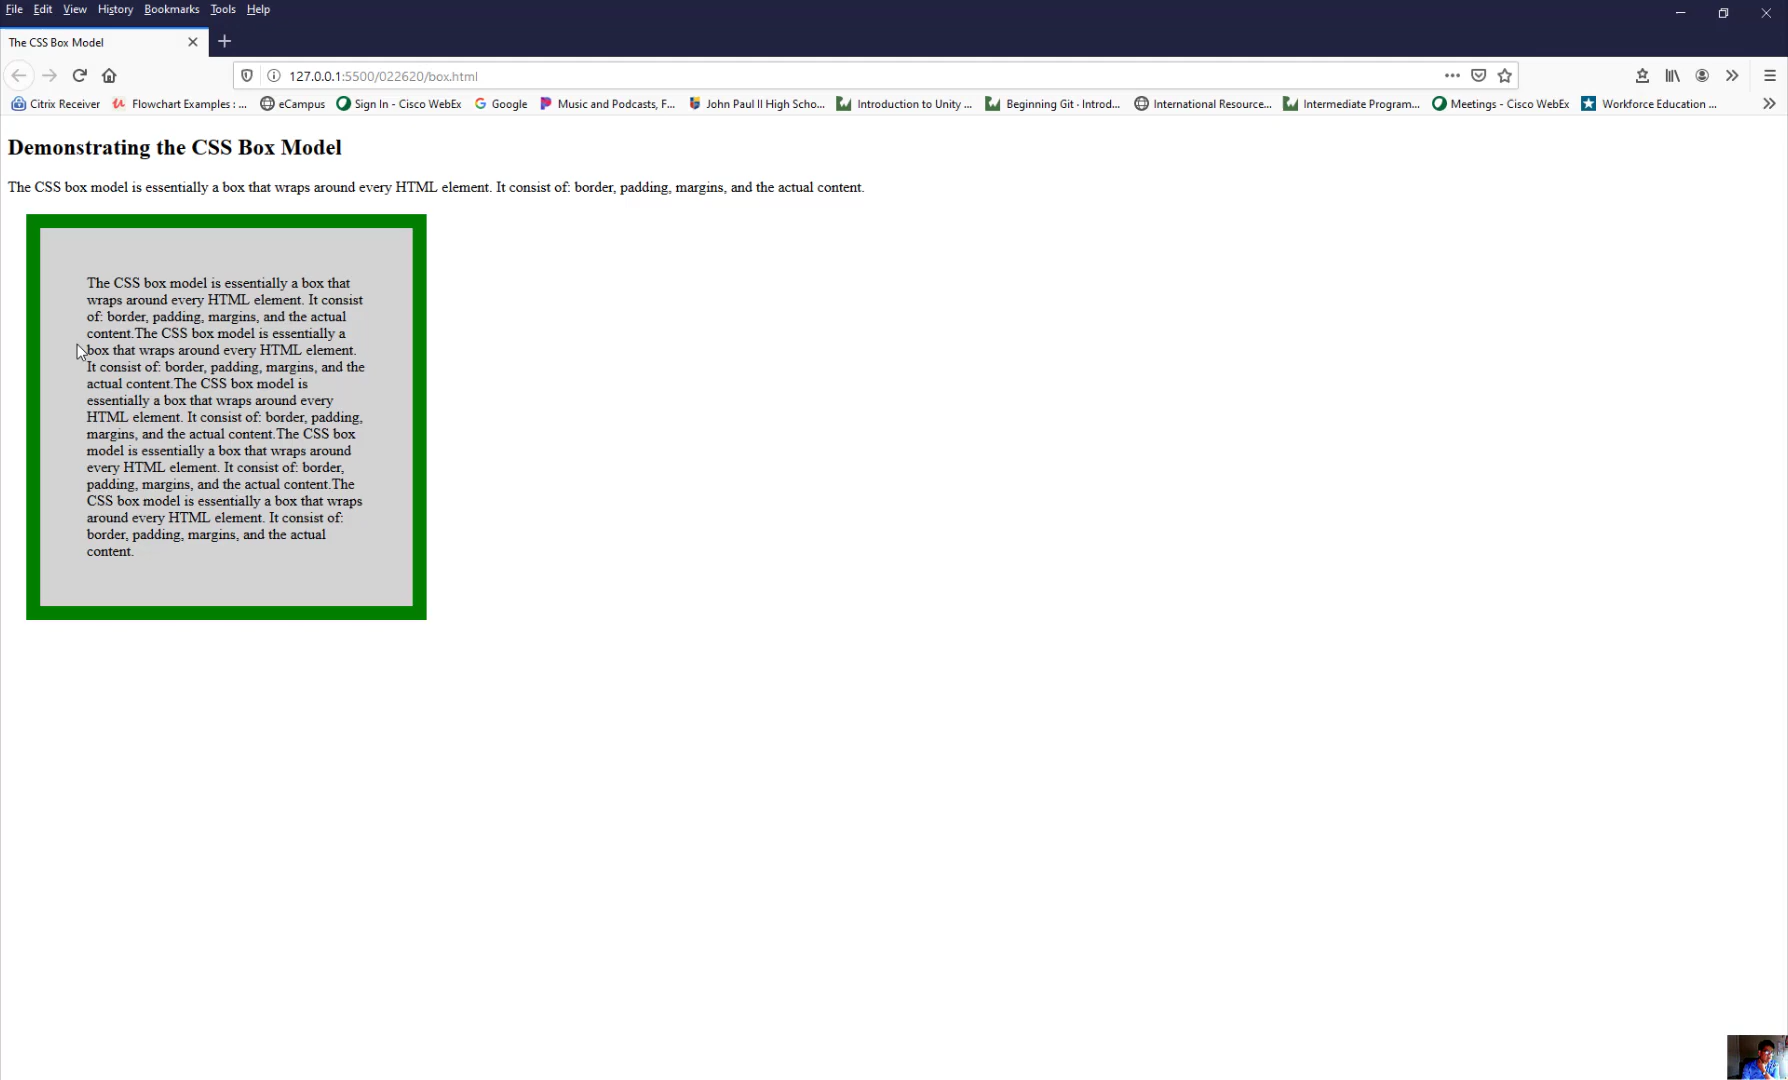 File Edit View History Bookmarks Tools Help
The CSS Box Model
127.0.0.1:5500/022620/box.html
Citrix Receiver Flowchart Examples : ... eCampus Sign In - Cisco WebEx Google Music and Podcasts, F... John Paul II High Scho... Introduction to Unity ... Beginning Git - Introd... International Resource... Intermediate Program... Meetings - Cisco WebEx Workforce Education ...
Demonstrating the CSS Box Model
The CSS box model is essentially a box that wraps around every HTML element. It consist of: border, padding, margins, and the actual content.
The CSS box model is essentially a box that
wraps around every HTML element. It consist
of: border, padding, margins, and the actual
content.The CSS box model is essentially a
box that wraps around every HTML element.
It consist of: border, padding, margins, and the
actual content.The CSS box model is
essentially a box that wraps around every
HTML element. It consist of: border, padding,
margins, and the actual content.The CSS box
model is essentially a box that wraps around
every HTML element. It consist of: border,
padding, margins, and the actual content.The
CSS box model is essentially a box that wraps
around every HTML element. It consist of:
border, padding, margins, and the actual
content.